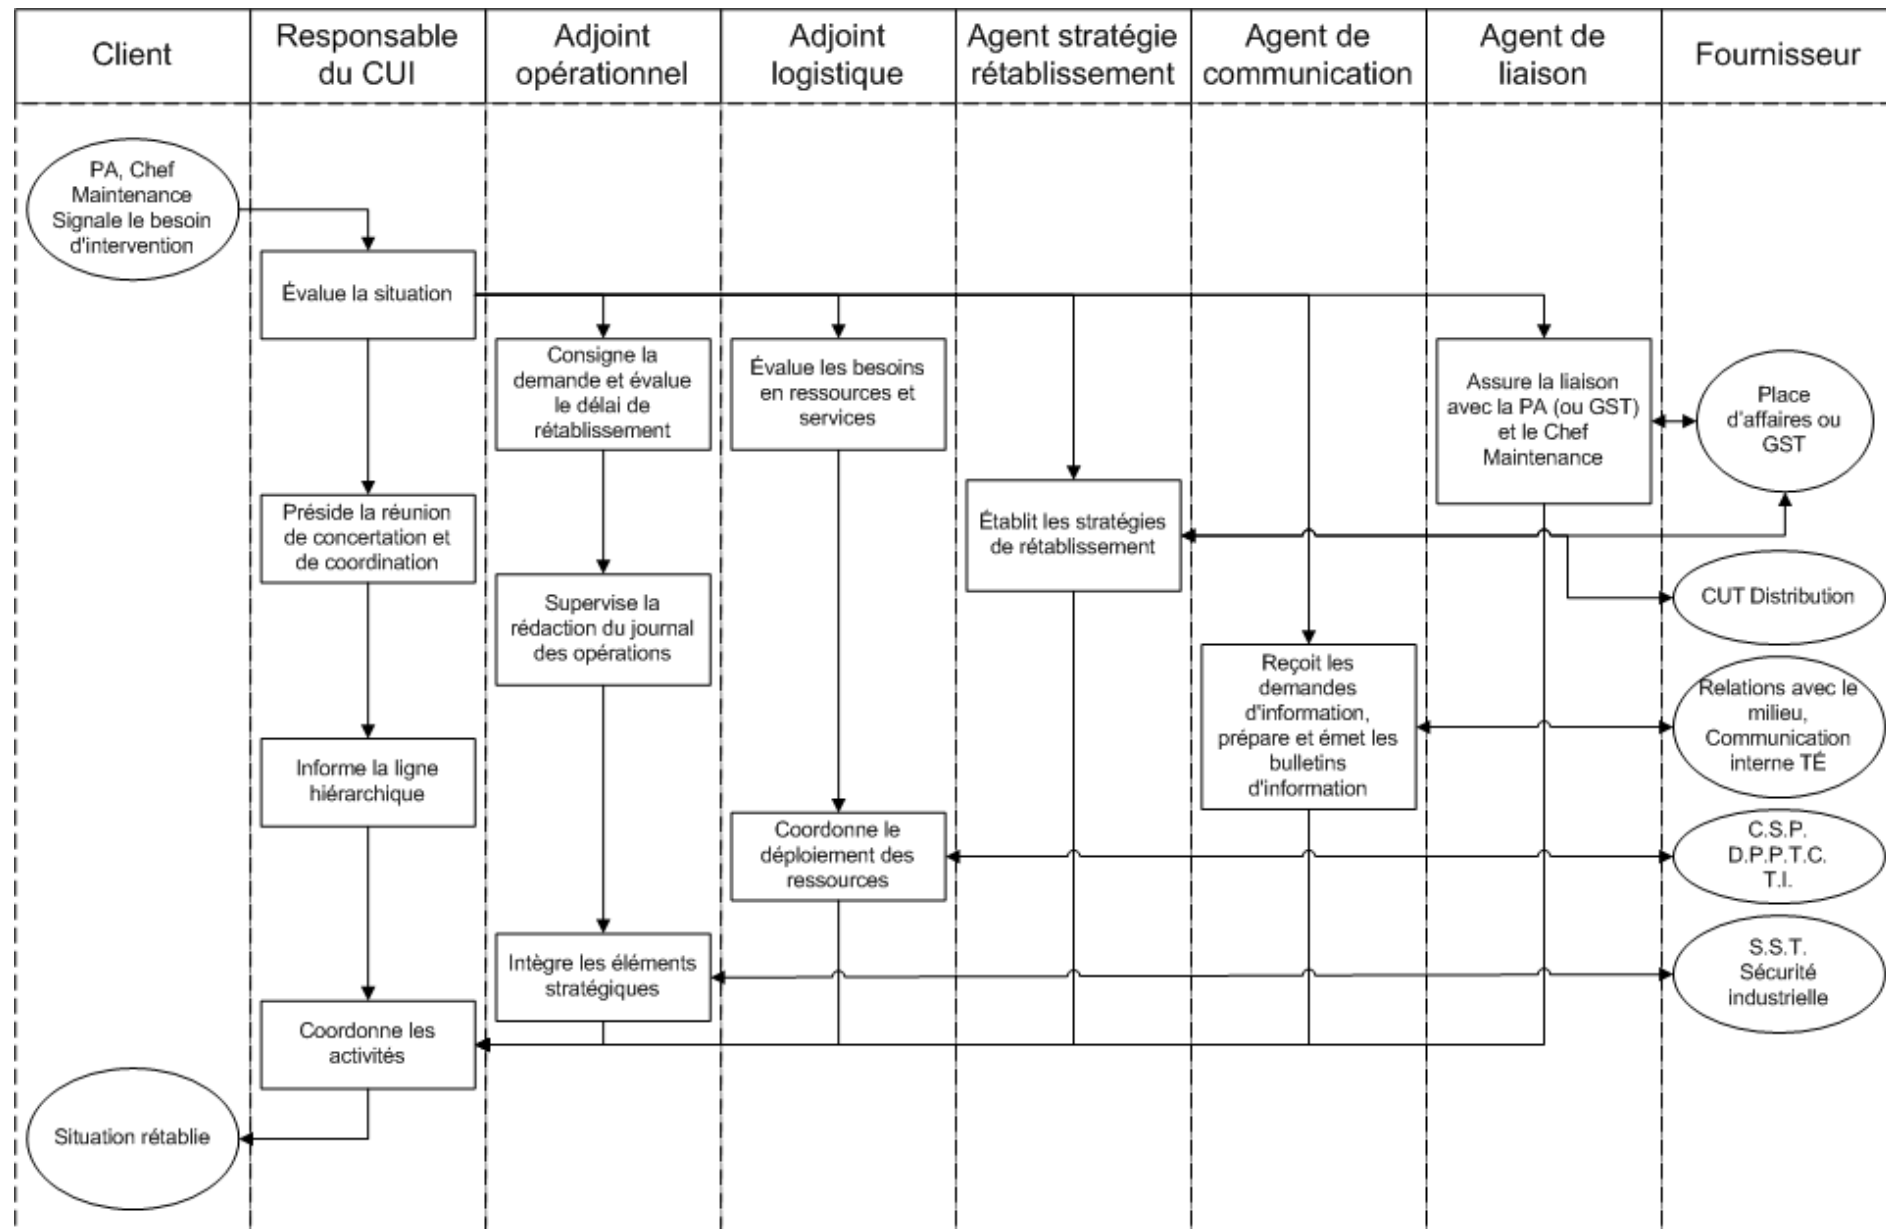 Client
Responsable
du CUI
Adjoint
opérationnel
Adjoint
logistique
Agent stratégie
rétablissement
Agent de
communication
Agent de
liaison
Fournisseur
PA, Chef
Maintenance
Signale le besoin
d'intervention
Évalue la situation
Consigne la
demande et évalue
le délai de
rétablissement
Évalue les besoins
en ressources et
services
Assure la liaison
avec la PA (ou GST)
et le Chef
Maintenance
Place
d'affaires ou
GST
Préside la réunion
de concertation et
de coordination
Établit les stratégies
de rétablissement
CUT Distribution
Supervise la
rédaction du journal
des opérations
Reçoit les
demandes
d'information,
prépare et émet les
bulletins
d'information
Relations avec le
milieu,
Communication
interne TÉ
Informe la ligne
hiérarchique
Coordonne le
déploiement des
ressources
C.S.P.
D.P.P.T.C.
T.I.
Intègre les éléments
stratégiques
S.S.T.
Sécurité
industrielle
Coordonne les
activités
Situation rétablie